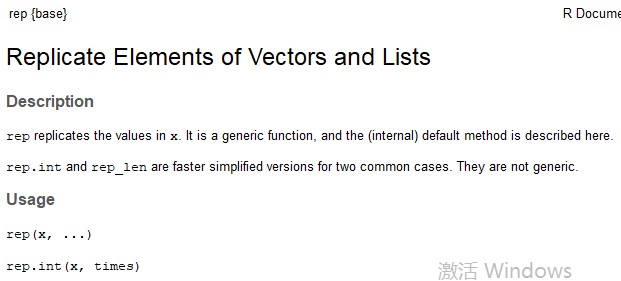 rep {base}
R Docume
Replicate Elements of Vectors and Lists
Description
rep replicates the values in x. It is a generic function, and the (internal) default method is described here.
rep.int and rep_len are faster simplified versions for two common cases. They are not generic.
Usage
rep(x, ...)
rep.int(x, times)
激活 Windows